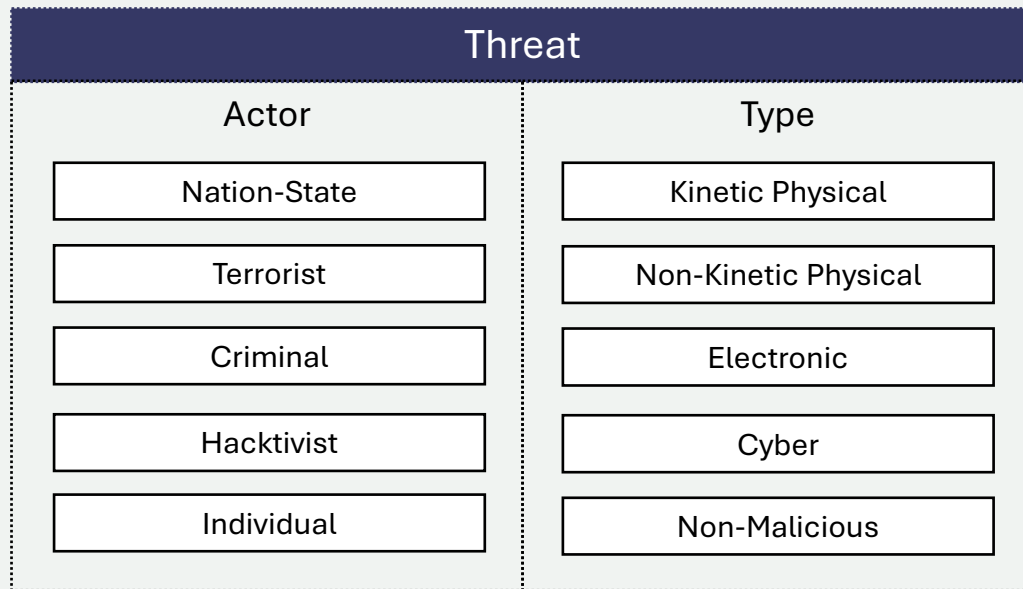 Threat
Actor
Nation-State
Terrorist
Criminal
Hacktivist
Individual
Type
Kinetic Physical
Non-Kinetic Physical
Electronic
Cyber
Non-Malicious